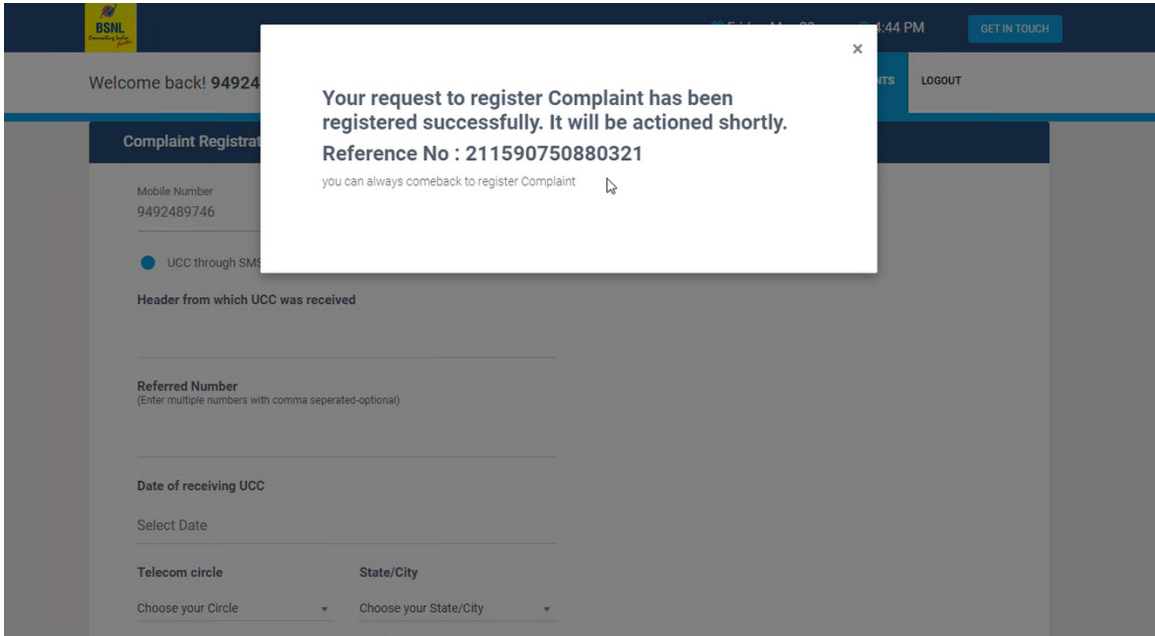 BSNL
Connecting India
4:44 PM
GET IN TOUCH
Welcome back! 94924
LOGOUT
×
Your request to register Complaint has been
registered successfully. It will be actioned shortly.
Reference No : 211590750880321
you can always comeback to register Complaint
Complaint Registrat
Mobile Number
9492489746
UCC through SMS
Header from which UCC was received
Referred Number
(Enter multiple numbers with comma seperated-optional)
Date of receiving UCC
Select Date
Telecom circle State/City
Choose your Circle Choose your State/City